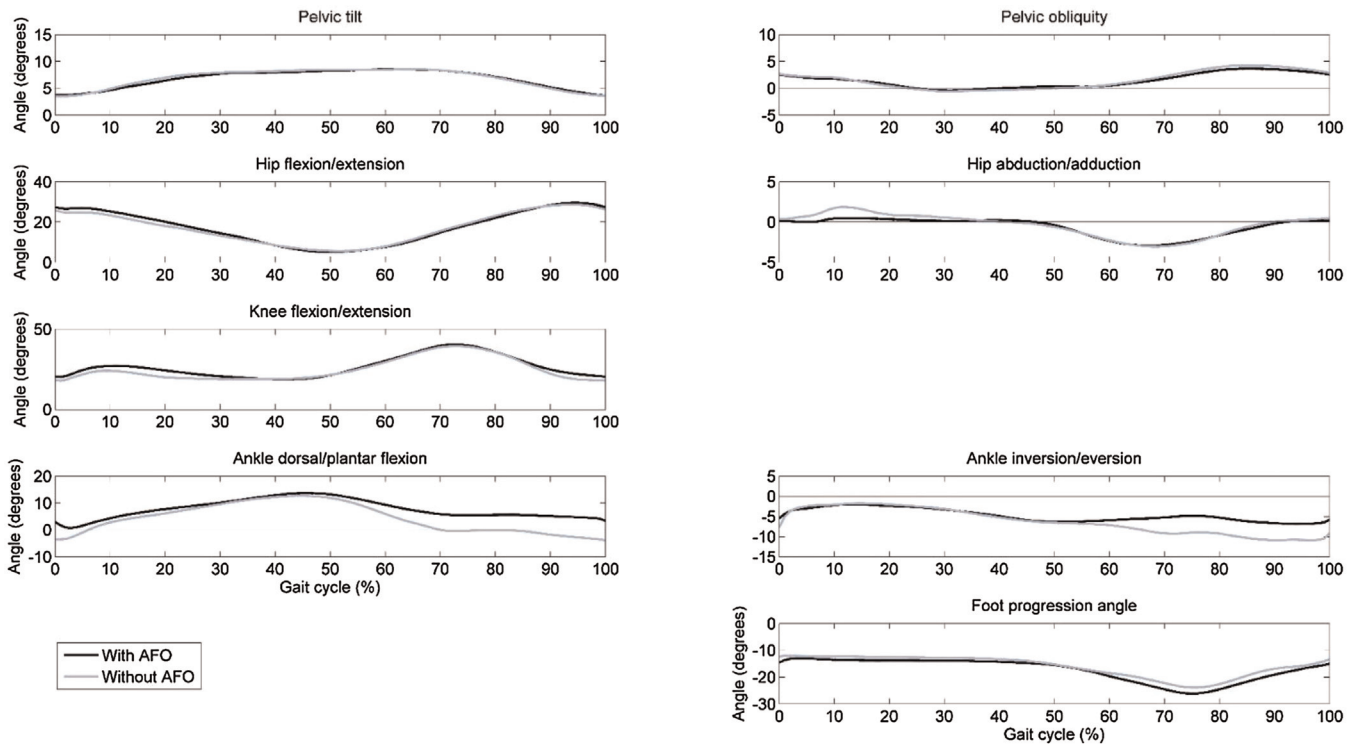 Pelvic tilt
Angle (degrees)
15
10
5
0
0 10 20 30 40 50 60 70 80 90 100
Pelvic obliquity
10
5
0
-5
0 10 20 30 40 50 60 70 80 90 100
Hip flexion/extension
Angle (degrees)
40
20
0
0 10 20 30 40 50 60 70 80 90 100
Hip abduction/adduction
5
0
-5
0 10 20 30 40 50 60 70 80 90 100
Knee flexion/extension
Angle (degrees)
50
0
0 10 20 30 40 50 60 70 80 90 100
Ankle dorsal/plantar flexion
Angle (degrees)
20
10
0
-10
0 10 20 30 40 50 60 70 80 90 100
Gait cycle (%)
Ankle inversion/eversion
5
0
-5
-10
-15
0 10 20 30 40 50 60 70 80 90 100
Foot progression angle
Angle (degrees)
0
-10
-20
-30
0 10 20 30 40 50 60 70 80 90 100
Gait cycle (%)
With AFO
Without AFO